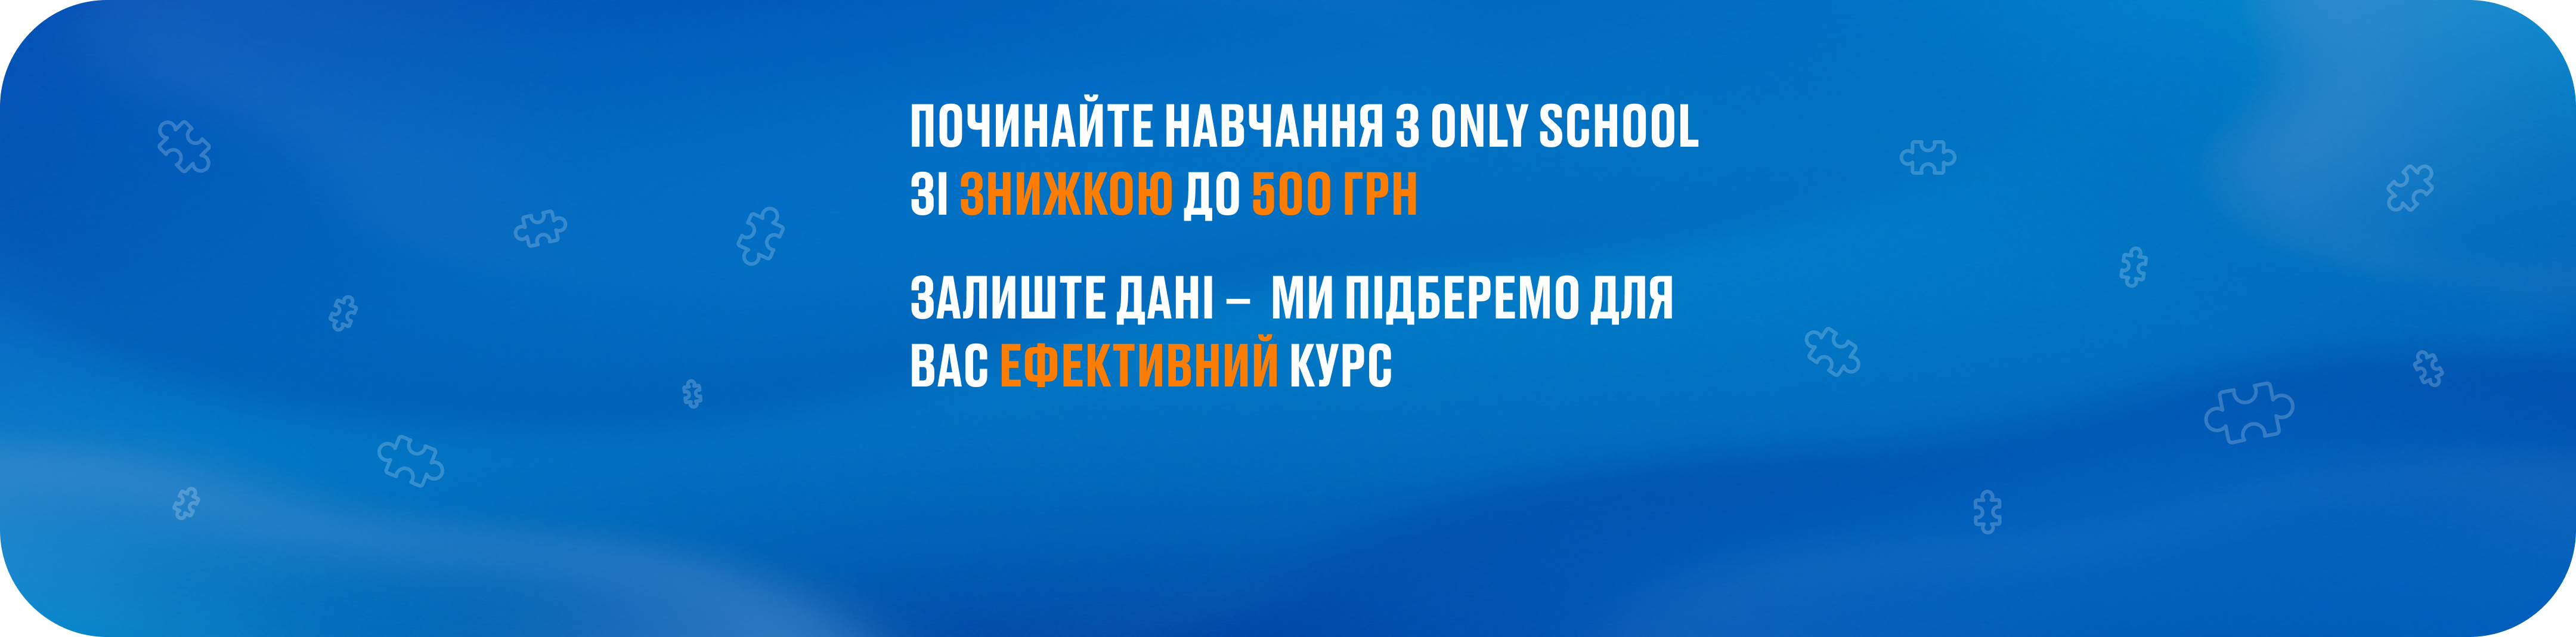 ПОЧИНАЙТЕ НАВЧАННЯ З ONLY SCHOOL
ЗІ ЗНИЖКОЮ ДО 500 ГРН
ЗАЛИШТЕ ДАНІ – МИ ПІДБЕРЕМО ДЛЯ
ВАС ЕФЕКТИВНИЙ КУРС